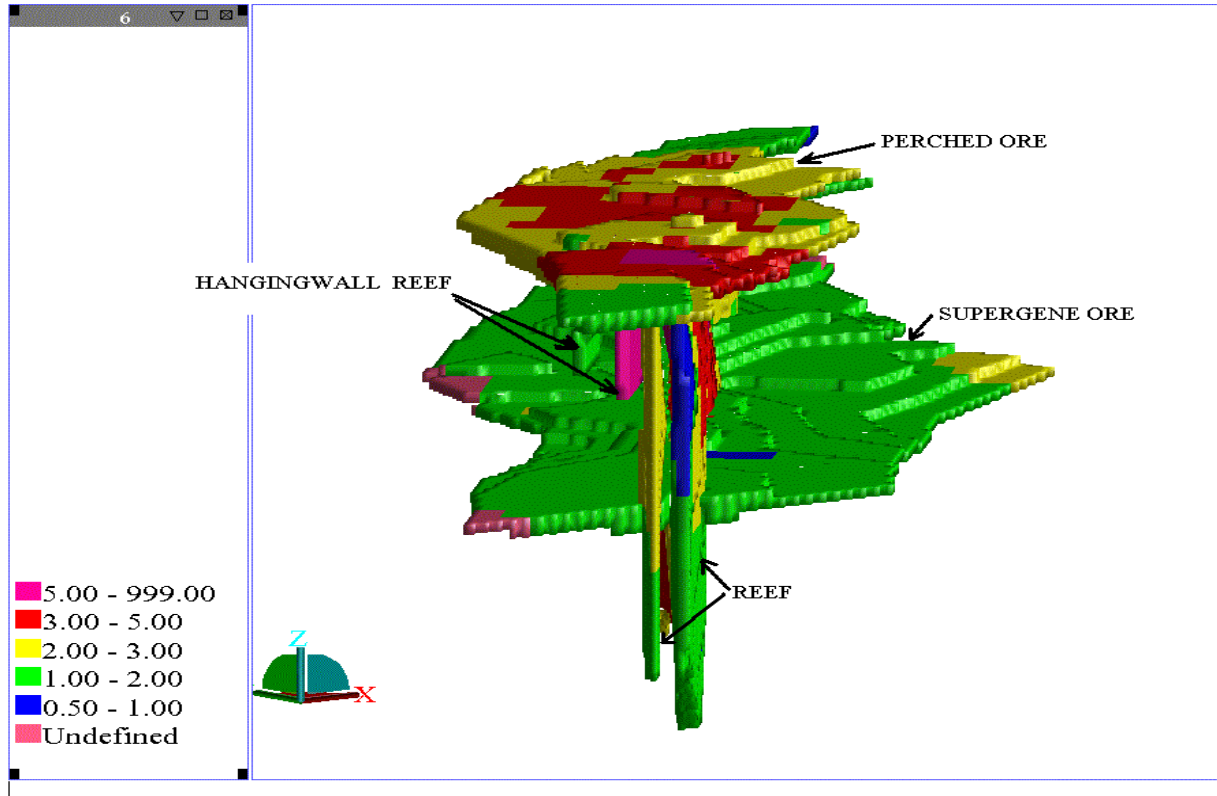 6
PERCHED ORE
HANGINGWALL REEF
SUPERGENE ORE
REEF
5.00 - 999.00
3.00 - 5.00
2.00 - 3.00
1.00 - 2.00
0.50 - 1.00
Undefined
Z
X